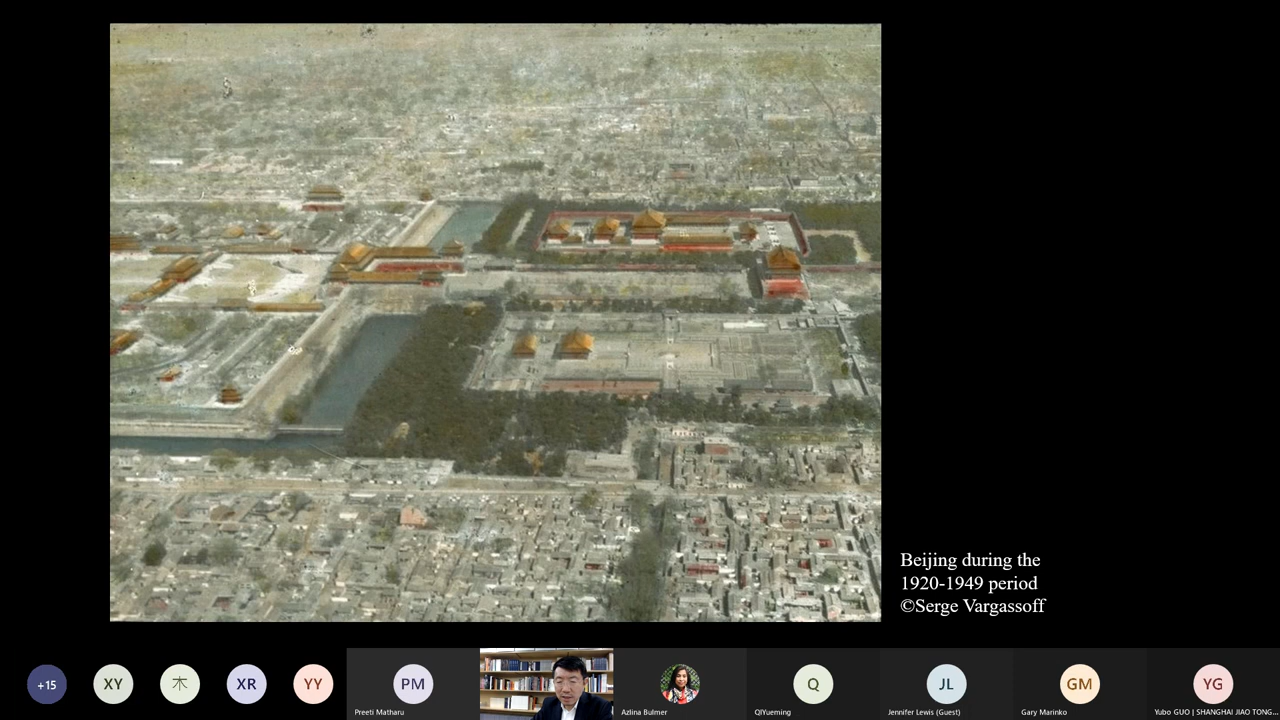 Beijing during the
1920-1949 period
©Serge Vargassoff
+15
XY
木
XR
YY
PM
Preeti Matharu
Azlina Bulmer
Q
QIYueming
JL
Jennifer Lewis (Guest)
GM
Gary Marinko
YG
Yubo GUO | SHANGHAI JIAO TONG...